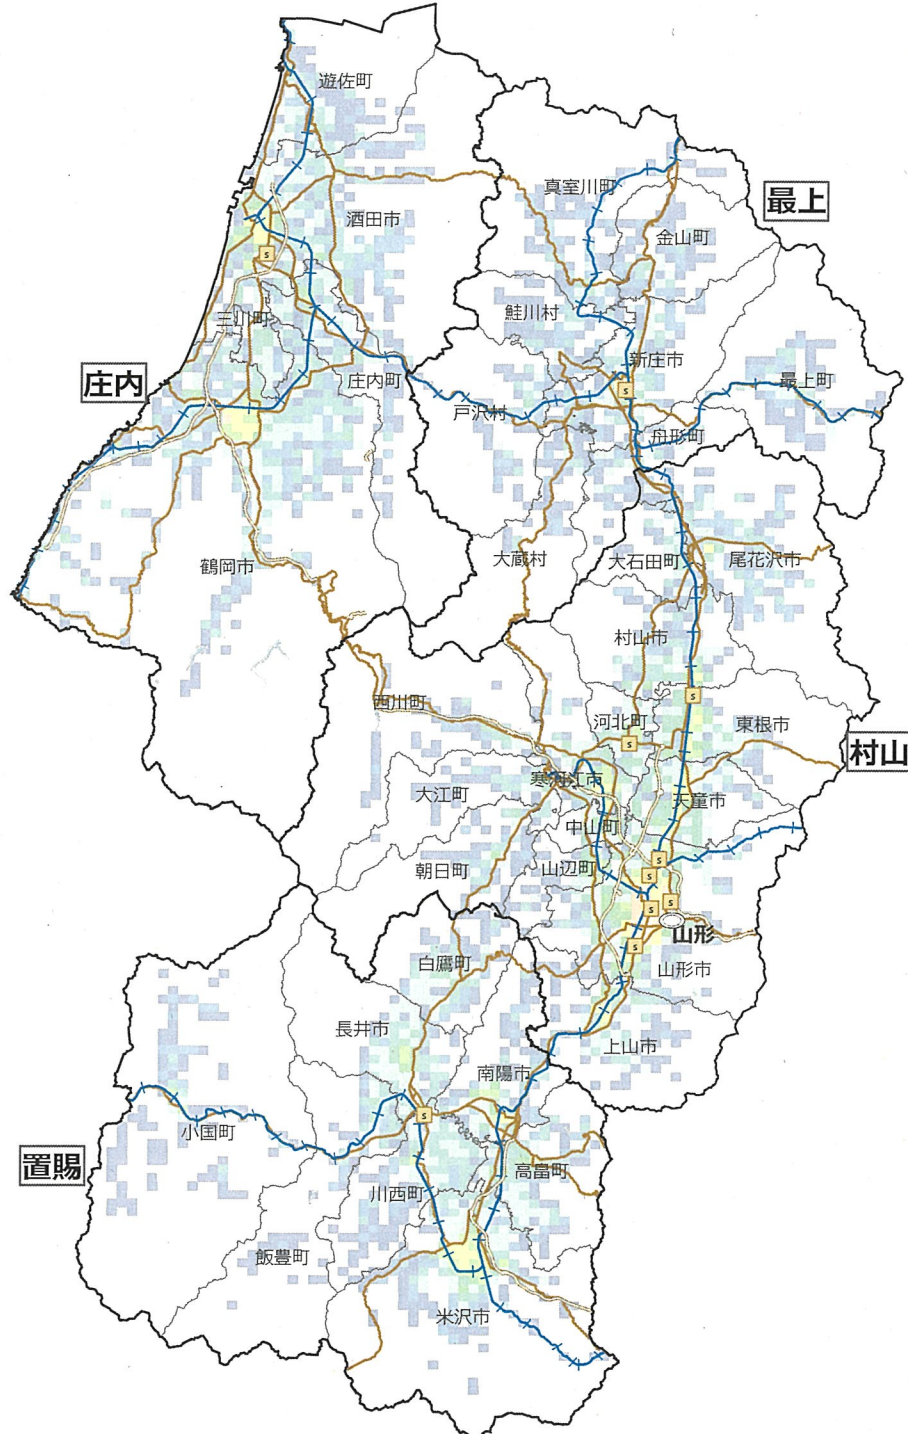 遊佐町
真室川町
最上
酒田市
金山町
S
三川町
鮭川村
新庄市
庄内
庄内町
S
最上町
戸沢村
舟形町
鶴岡市
大蔵村
大石田町
尾花沢市
村山市
西川町
S
河北町
東根市
S
村山
寒河江市
大江町
天童市
中山町
朝日町
山辺町
S
S
S
S
山形
S
白鷹町
山形市
長井市
上山市
南陽市
S
小国町
置賜
高畠町
川西町
飯豊町
米沢市